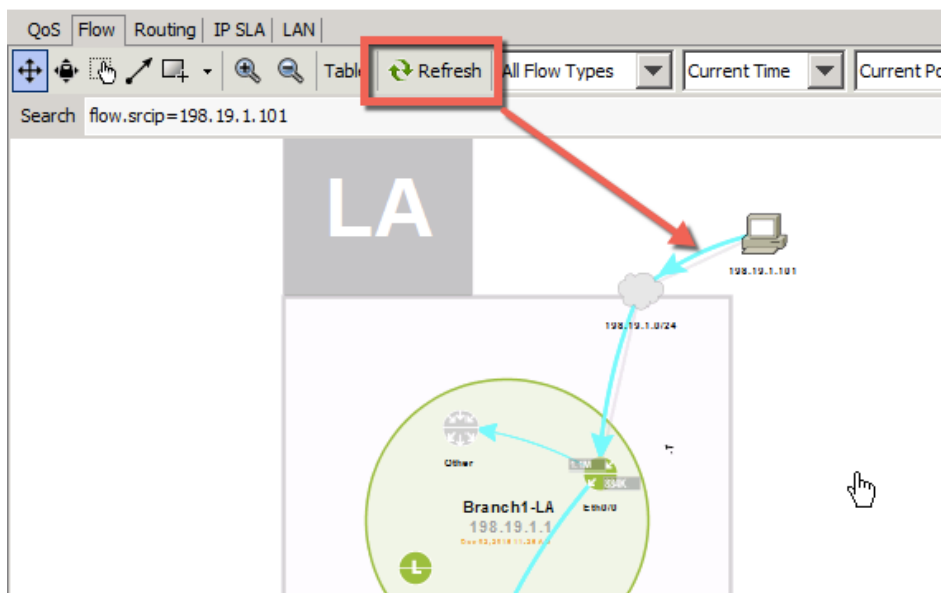 QoS Flow Routing IP SLA LAN
Refresh All Flow Types Current Time Current
Search flow.srcip=198.19.1.101
LA
198.19.1.101
198.19.1.0/24
Other
Eth0/0
Branch1-LA
198.19.1.1
L